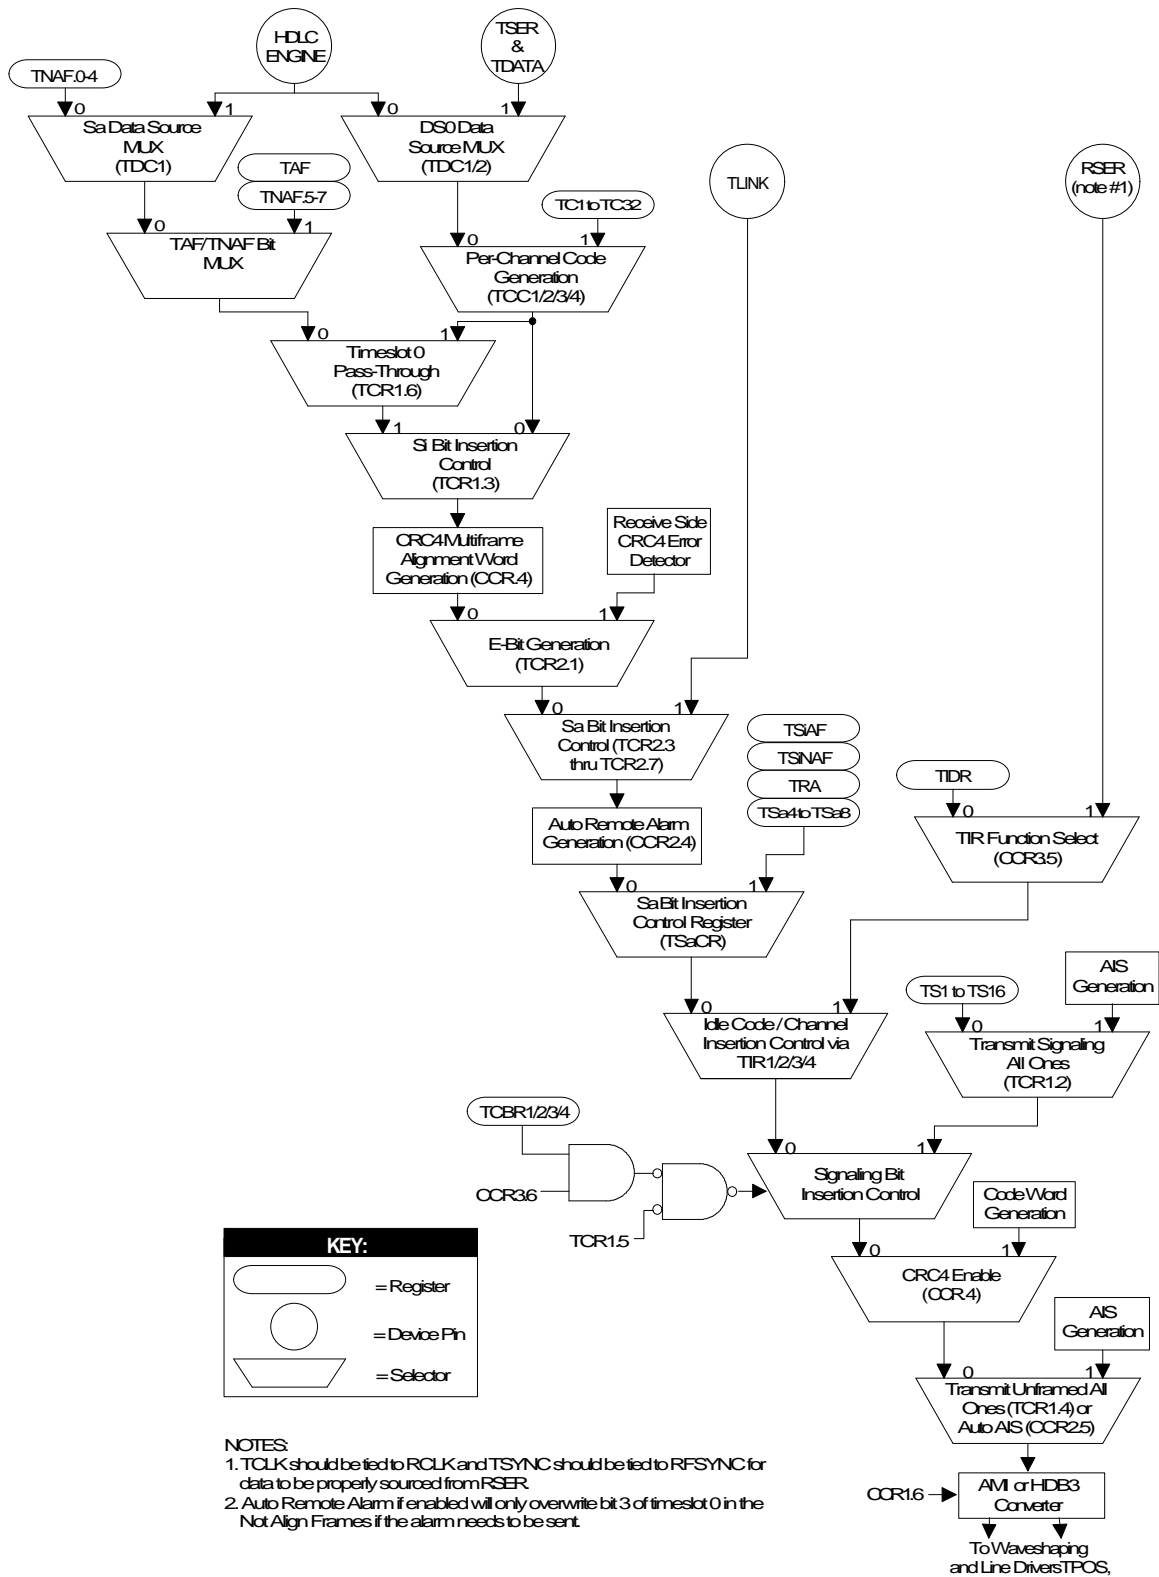 HDLC
ENGINE
TSER
&
TDATA
TNAF.0-4
0
1
0
1
Sa Data Source
MUX
(TDC1)
DS0 Data
Source MUX
(TDC1/2)
TAF
TNAF.5-7
TLINK
RSER
(note #1)
TC1 to TC32
0
1
TAF/TNAF Bit
MUX
0
1
Per-Channel Code
Generation
(TCC1/2/3/4)
0
1
Timeslot 0
Pass-Through
(TCR1.6)
1
0
Si Bit Insertion
Control
(TCR1.3)
CRC4 Multiframe
Alignment Word
Generation (CCR.4)
Receive Side
CRC4 Error
Detector
0
1
E-Bit Generation
(TCR2.1)
0
1
Sa Bit Insertion
Control (TCR2.3
thru TCR2.7)
TSiAF
TSiNAF
TRA
TSa4 to TSa8
TIDR
0
1
TIR Function Select
(CCR3.5)
Auto Remote Alarm
Generation (CCR2.4)
0
1
Sa Bit Insertion
Control Register
(TSaCR)
TS1 to TS16
AIS
Generation
0
1
Idle Code / Channel
Insertion Control via
TIR1/2/3/4
0
1
Transmit Signaling
All Ones
(TCR1.2)
TCBR1/2/3/4
CCR3.6
TCR1.5
0
1
Signaling Bit
Insertion Control
Code Word
Generation
0
1
CRC4 Enable
(CCR.4)
AIS
Generation
0
1
Transmit Unframed All
Ones (TCR1.4) or
Auto AIS (CCR2.5)
CCR1.6
AMI or HDB3
Converter
To Waveshaping
and Line DriversTPOS,
KEY:
= Register
= Device Pin
= Selector
NOTES:
1. TCLK should be tied to RCLK and TSYNC should be tied to RFSYNC for
data to be properly sourced from RSER.
2. Auto Remote Alarm if enabled will only overwrite bit 3 of timeslot 0 in the
Not Align Frames if the alarm needs to be sent.